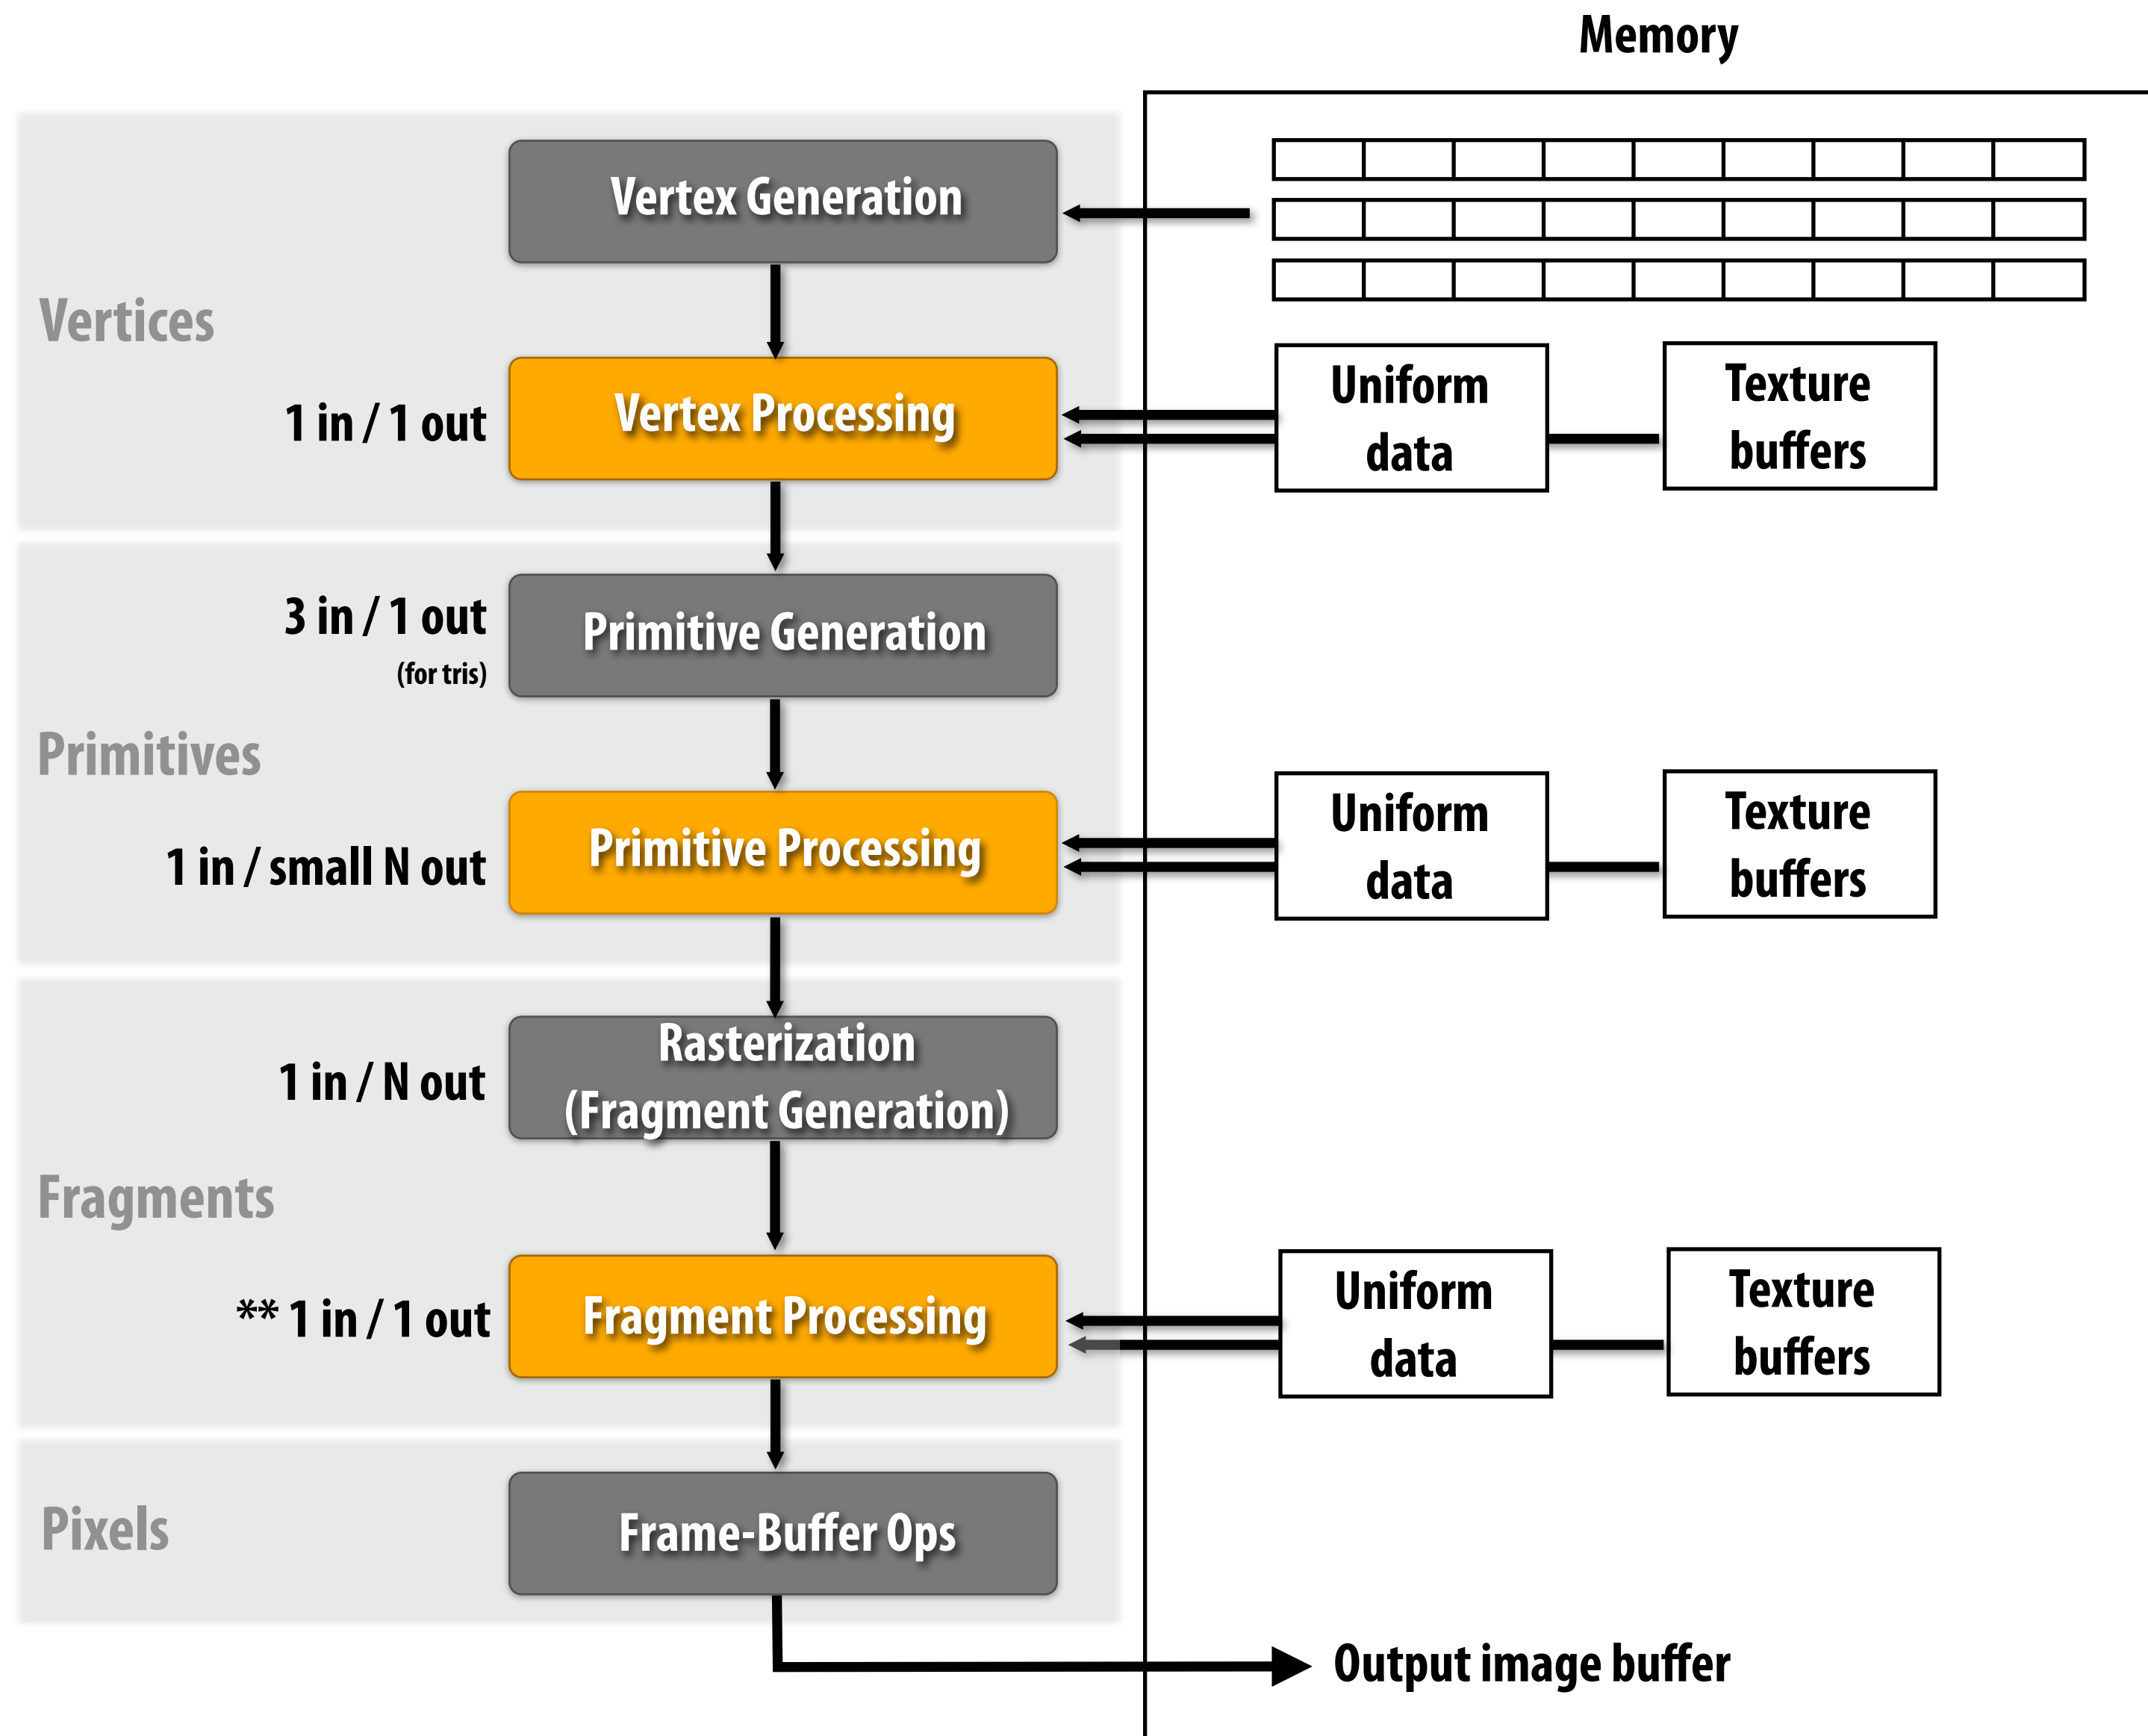 Memory
Vertex Generation
Vertices
1 in / 1 out
Vertex Processing
Uniform
data
Texture
buffers
3 in / 1 out
(for tris)
Primitive Generation
Primitives
1 in / small N out
Primitive Processing
Uniform
data
Texture
buffers
1 in / N out
Rasterization
(Fragment Generation)
Fragments
** 1 in / 1 out
Fragment Processing
Uniform
data
Texture
buffers
Pixels
Frame-Buffer Ops
Output image buffer